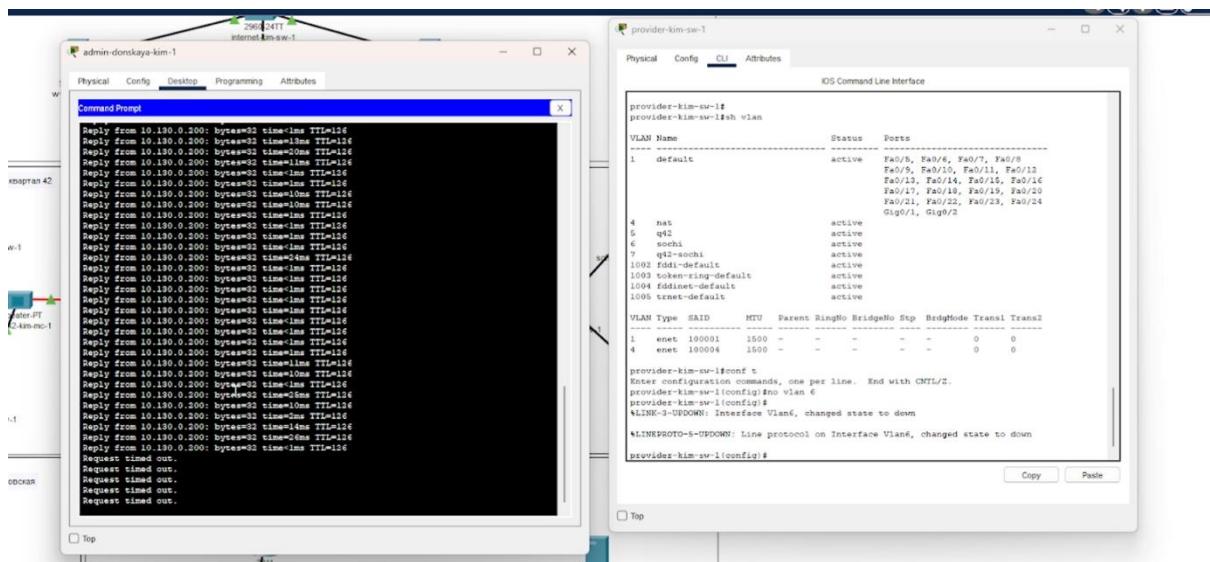 2960-24TT
internet-kim-sw-1
квартал 42
w-1
eater-PT
2-kim-mc-1
-1
admin-donskaya-kim-1
Physical Config Desktop Programming Attributes
Command Prompt X
Reply from 10.130.0.200: bytes=32 time<1ms TTL=126
Reply from 10.130.0.200: bytes=32 time=13ms TTL=126
Reply from 10.130.0.200: bytes=32 time=20ms TTL=126
Reply from 10.130.0.200: bytes=32 time=11ms TTL=126
Reply from 10.130.0.200: bytes=32 time<1ms TTL=126
Reply from 10.130.0.200: bytes=32 time=1ms TTL=126
Reply from 10.130.0.200: bytes=32 time=10ms TTL=126
Reply from 10.130.0.200: bytes=32 time=10ms TTL=126
Reply from 10.130.0.200: bytes=32 time=1ms TTL=126
Reply from 10.130.0.200: bytes=32 time<1ms TTL=126
Reply from 10.130.0.200: bytes=32 time<1ms TTL=126
Reply from 10.130.0.200: bytes=32 time=24ms TTL=126
Reply from 10.130.0.200: bytes=32 time<1ms TTL=126
Reply from 10.130.0.200: bytes=32 time<1ms TTL=126
Reply from 10.130.0.200: bytes=32 time<1ms TTL=126
Reply from 10.130.0.200: bytes=32 time<1ms TTL=126
Reply from 10.130.0.200: bytes=32 time<1ms TTL=126
Reply from 10.130.0.200: bytes=32 time<1ms TTL=126
Reply from 10.130.0.200: bytes=32 time<1ms TTL=126
Reply from 10.130.0.200: bytes=32 time<1ms TTL=126
Reply from 10.130.0.200: bytes=32 time=11ms TTL=126
Reply from 10.130.0.200: bytes=32 time=10ms TTL=126
Reply from 10.130.0.200: bytes=32 time<1ms TTL=126
Reply from 10.130.0.200: bytes=32 time=25ms TTL=126
Reply from 10.130.0.200: bytes=32 time=10ms TTL=126
Reply from 10.130.0.200: bytes=32 time=2ms TTL=126
Reply from 10.130.0.200: bytes=32 time=14ms TTL=126
Reply from 10.130.0.200: bytes=32 time=26ms TTL=126
Reply from 10.130.0.200: bytes=32 time<1ms TTL=126
Request timed out.
Request timed out.
Request timed out.
Request timed out.
Request timed out.
Top
provider-kim-sw-1
Physical Config CLI Attributes
IOS Command Line Interface
provider-kim-sw-1#
provider-kim-sw-1#sh vlan
VLAN Name Status Ports
---- -------------------------------- --------- -------------------------------
1 default active Fa0/5, Fa0/6, Fa0/7, Fa0/8
Fa0/9, Fa0/10, Fa0/11, Fa0/12
Fa0/13, Fa0/14, Fa0/15, Fa0/16
Fa0/17, Fa0/18, Fa0/19, Fa0/20
Fa0/21, Fa0/22, Fa0/23, Fa0/24
Gig0/1, Gig0/2
4 nat active
5 q42 active
6 sochi active
7 q42-sochi active
1002 fddi-default active
1003 token-ring-default active
1004 fddinet-default active
1005 trnet-default active
VLAN Type SAID MTU Parent RingNo BridgeNo Stp BrdgMode Trans1 Trans2
---- ----- ---------- ----- ------ ------ -------- ---- -------- ------ ------
1 enet 100001 1500 - - - - - 0 0
4 enet 100004 1500 - - - - - 0 0
provider-kim-sw-1#conf t
Enter configuration commands, one per line. End with CNTL/Z.
provider-kim-sw-1(config)#no vlan 6
provider-kim-sw-1(config)#
%LINK-3-UPDOWN: Interface Vlan6, changed state to down
%LINEPROTO-5-UPDOWN: Line protocol on Interface Vlan6, changed state to down
provider-kim-sw-1(config)#
Copy Paste
Top